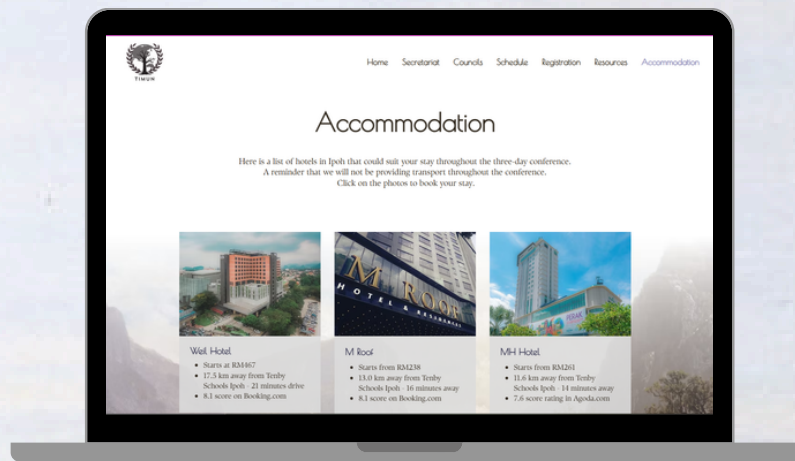 TIMUN
Home Secretariat Councils Schedule Registration Resources Accommodation
Accommodation
Here is a list of hotels in Ipoh that could suit your stay throughout the three-day conference.
A reminder that we will not be providing transport throughout the conference.
Click on the photos to book your stay.
M ROOF
HOTEL & RESIDENCES
PERAK
Weil Hotel
• Starts at RM467
• 17.5 km away from Tenby
Schools Ipoh - 21 minutes drive
• 8.1 score on Booking.com
M Roof
• Starts from RM238
• 13.0 km away from Tenby
Schools Ipoh - 16 minutes away
• 8.1 score on Booking.com
MH Hotel
• Starts from RM261
• 11.6 km away from Tenby
Schools Ipoh - 14 minutes away
• 7.6 score rating in Agoda.com